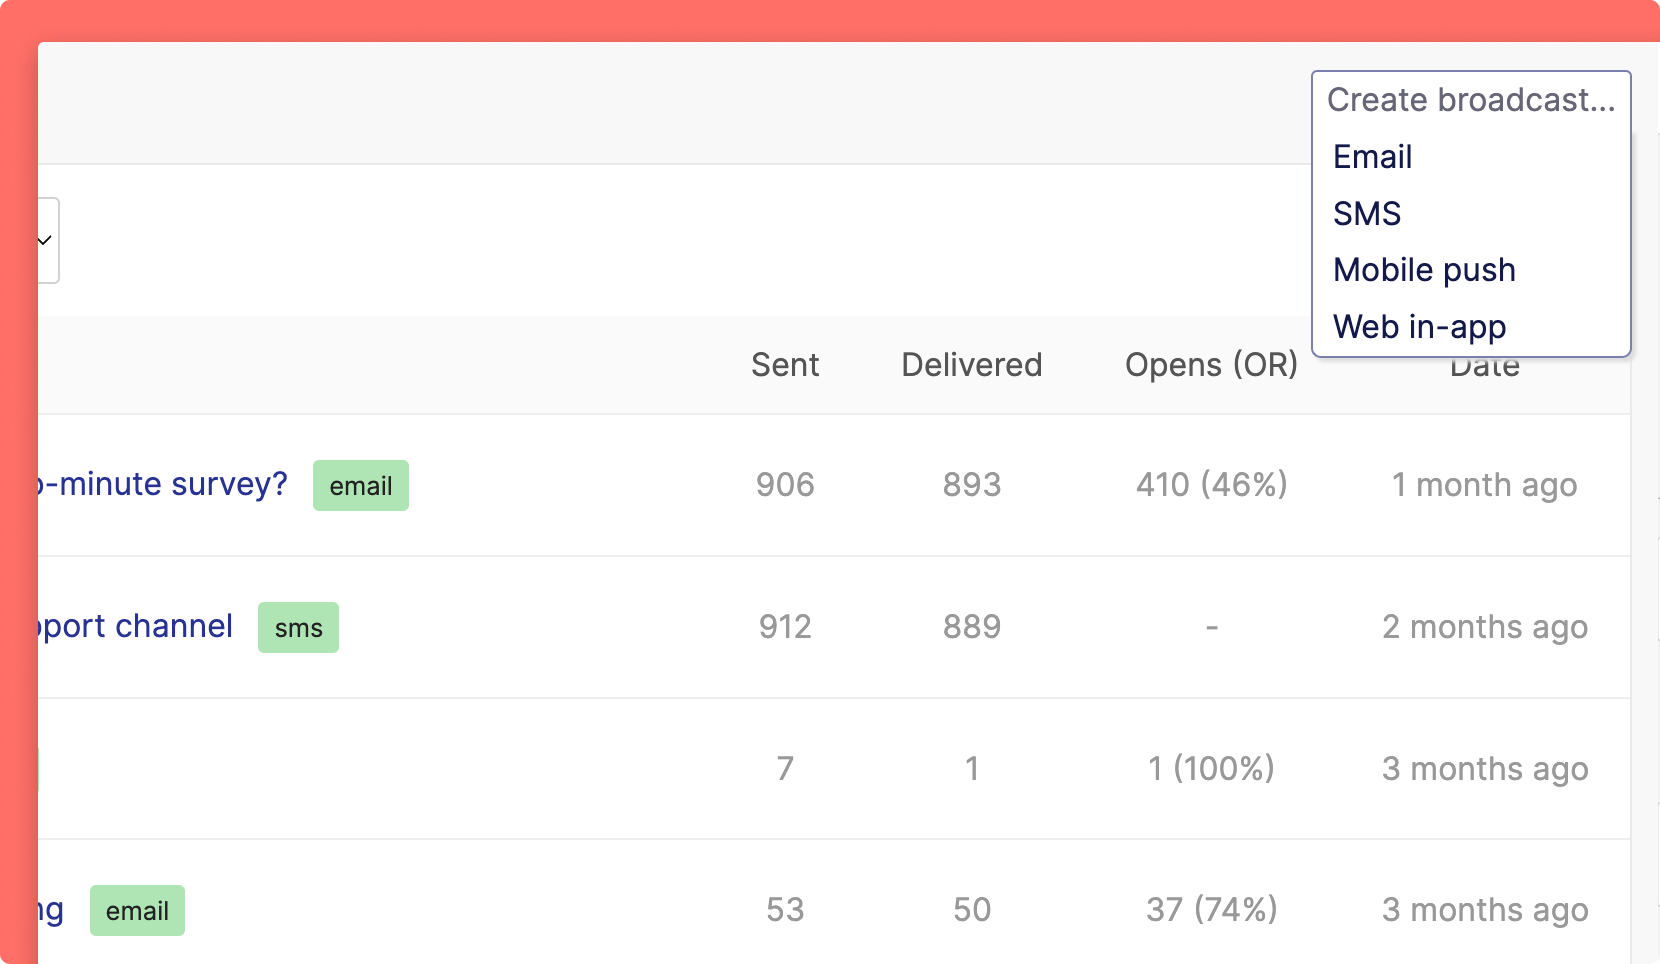 Create broadcast...
Email
SMS
Mobile push
Web in-app
Sent Delivered Opens (OR) Date
-minute survey? email 906 893 410 (46%) 1 month ago
channel sms 912 889 - 2 months ago
7 1 1 (100%) 3 months ago
email 53 50 37 (74%) 3 months ago